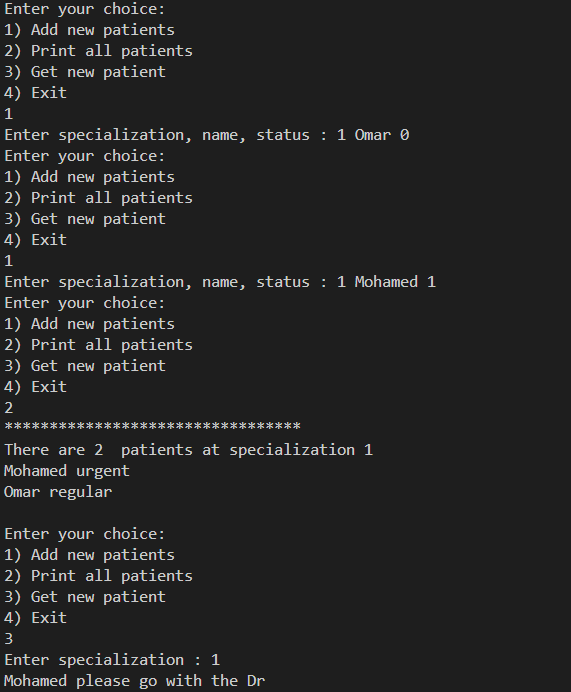 Enter your choice:
1) Add new patients
2) Print all patients
3) Get new patient
4) Exit
1
Enter specialization, name, status : 1 Omar 0
Enter your choice:
1) Add new patients
2) Print all patients
3) Get new patient
4) Exit
1
Enter specialization, name, status : 1 Mohamed 1
Enter your choice:
1) Add new patients
2) Print all patients
3) Get new patient
4) Exit
2
*********************************
There are 2  patients at specialization 1
Mohamed urgent
Omar regular

Enter your choice:
1) Add new patients
2) Print all patients
3) Get new patient
4) Exit
3
Enter specialization : 1
Mohamed please go with the Dr